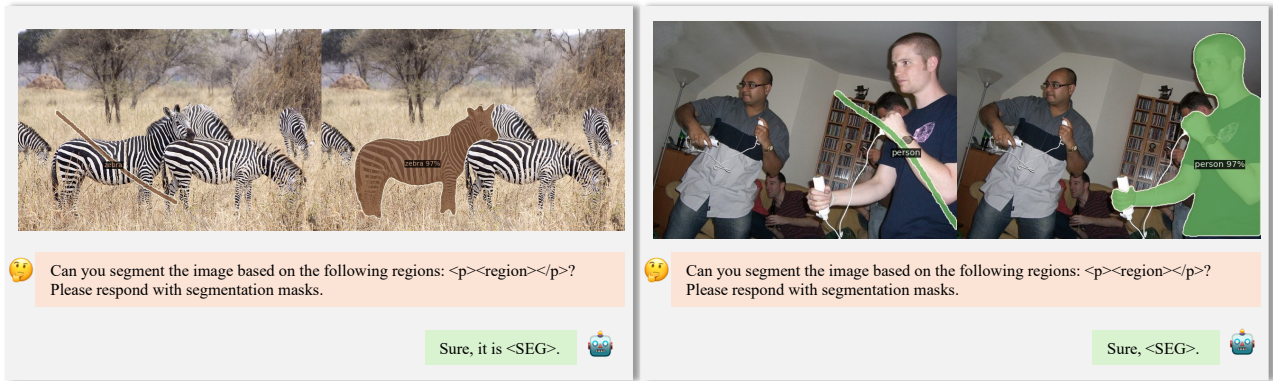 zebra
zebra 97%
Can you segment the image based on the following regions: <p><region></p>?
Please respond with segmentation masks.
Sure, it is <SEG>.
person
person 97%
Can you segment the image based on the following regions: <p><region></p>?
Please respond with segmentation masks.
Sure, <SEG>.